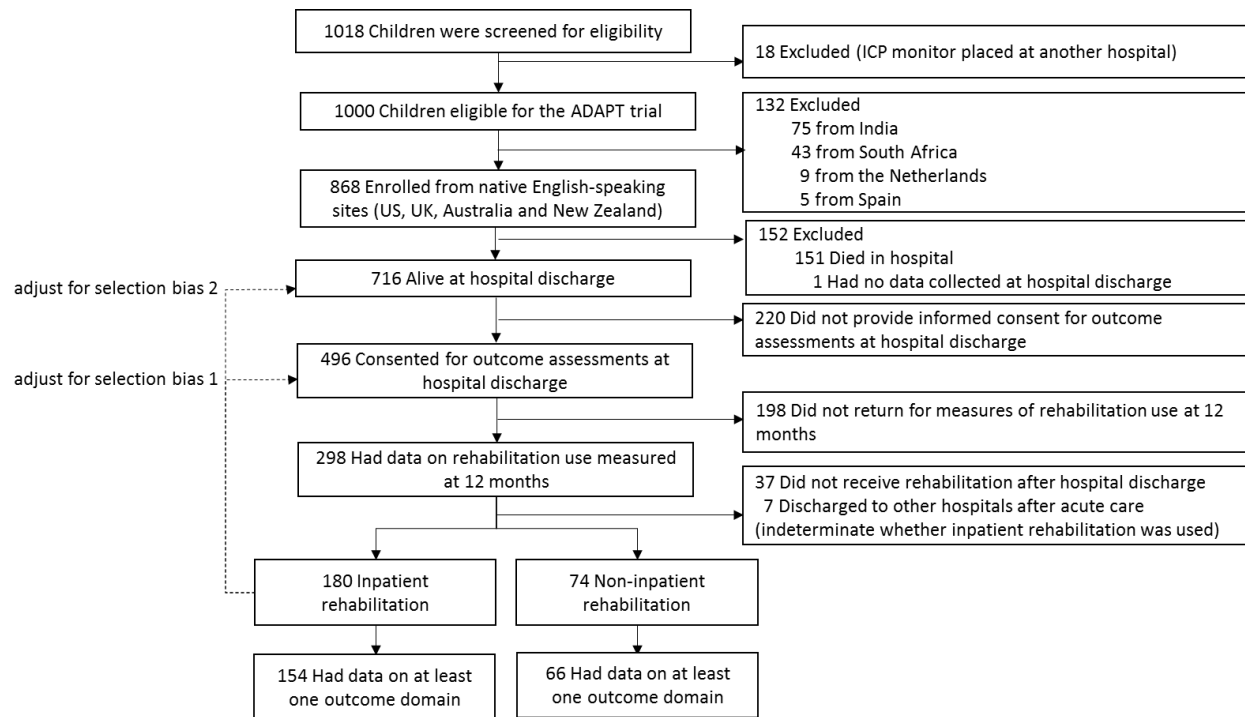 1018 Children were screened for eligibility
18 Excluded (ICP monitor placed at another hospital)
1000 Children eligible for the ADAPT trial
132 Excluded
75 from India
43 from South Africa
9 from the Netherlands
5 from Spain
868 Enrolled from native English-speaking
sites (US, UK, Australia and New Zealand)
152 Excluded
151 Died in hospital
1 Had no data collected at hospital discharge
716 Alive at hospital discharge
adjust for selection bias 2
220 Did not provide informed consent for outcome
assessments at hospital discharge
496 Consented for outcome assessments at
hospital discharge
adjust for selection bias 1
198 Did not return for measures of rehabilitation use at 12
months
298 Had data on rehabilitation use measured
at 12 months
37 Did not receive rehabilitation after hospital discharge
7 Discharged to other hospitals after acute care
(indeterminate whether inpatient rehabilitation was used)
180 Inpatient
rehabilitation
74 Non-inpatient
rehabilitation
154 Had data on at least
one outcome domain
66 Had data on at least
one outcome domain